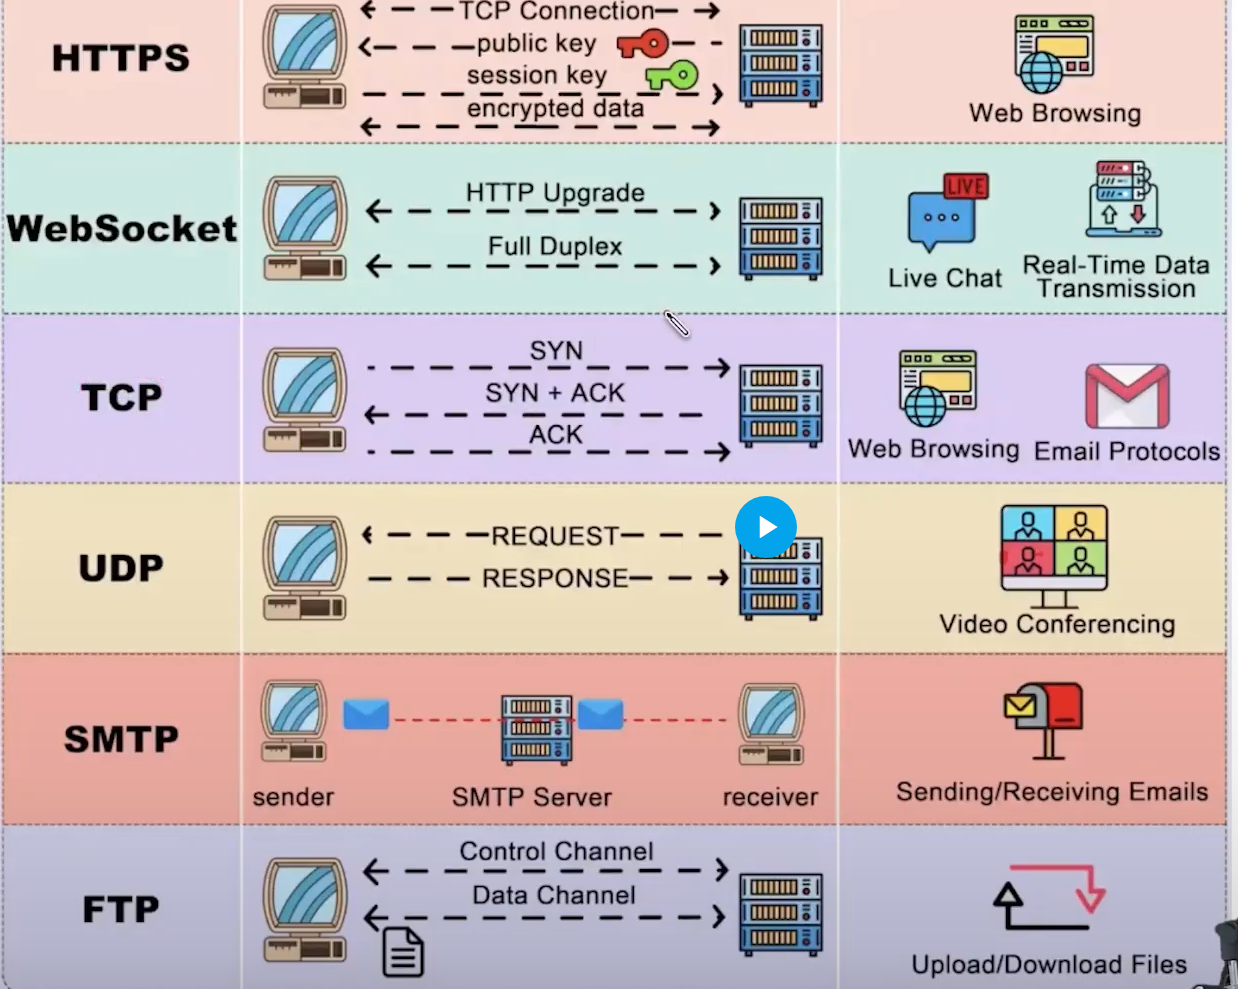 HTTPS
TCP Connection
public key
session key
encrypted data
Web Browsing
WebSocket
HTTP Upgrade
Full Duplex
LIVE
Live Chat
Real-Time Data
Transmission
TCP
SYN
SYN + ACK
ACK
Web Browsing
Email Protocols
UDP
REQUEST
RESPONSE
Video Conferencing
SMTP
sender
SMTP Server
receiver
Sending/Receiving Emails
FTP
Control Channel
Data Channel
Upload/Download Files